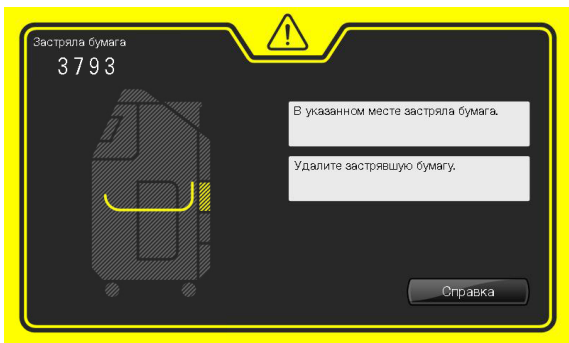 Застряла бумага
3793
В указанном месте застряла бумага.
Удалите застрявшую бумагу.
Справка